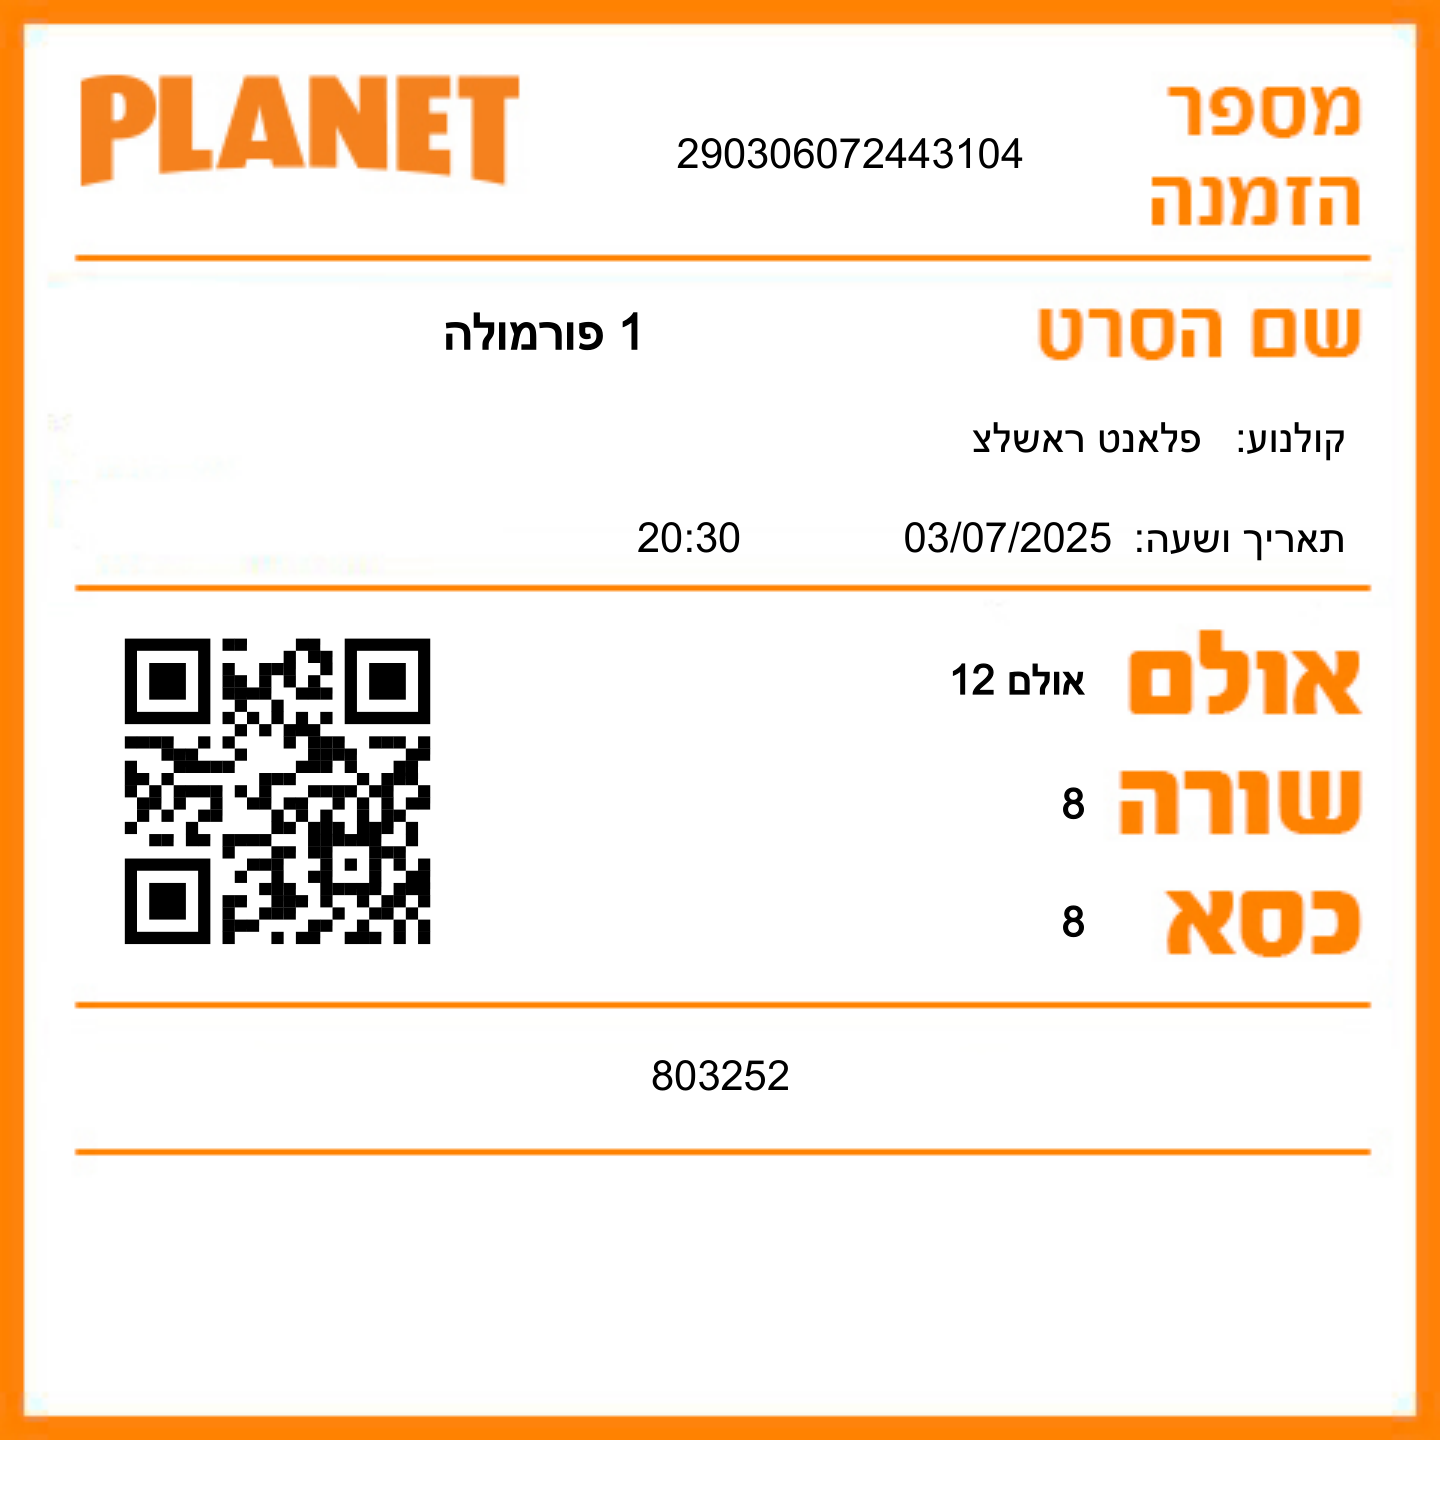 PLANET
מספר
הזמנה
290306072443104
שם הסרט
1 פורמולה
קולנוע: פלאנט ראשלצ
תאריך ושעה: 03/07/2025 20:30
אולם אולם 12
שורה 8
כסא 8
803252